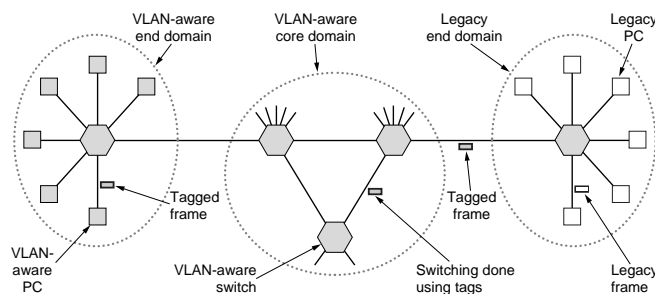 VLAN-aware
end domain
VLAN-aware
core domain
Legacy
end domain
Legacy
PC
Tagged
frame
Tagged
frame
VLAN-
aware
PC
VLAN-aware
switch
Switching done
using tags
Legacy
frame